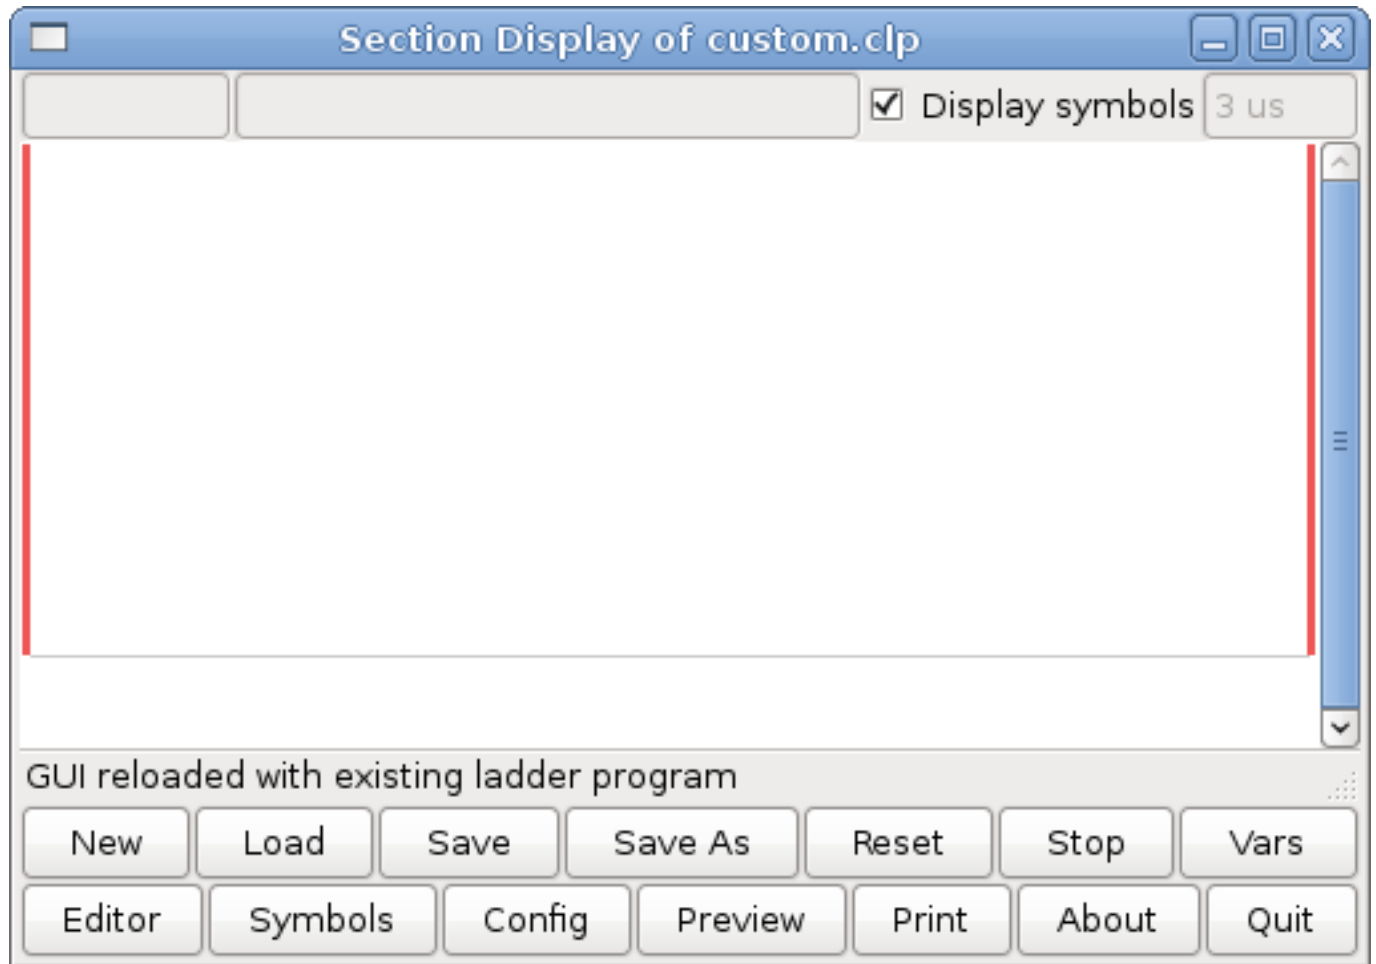 Section Display of custom.clp
Display symbols 3 us
GUI reloaded with existing ladder program
New Load Save Save As Reset Stop Vars
Editor Symbols Config Preview Print About Quit